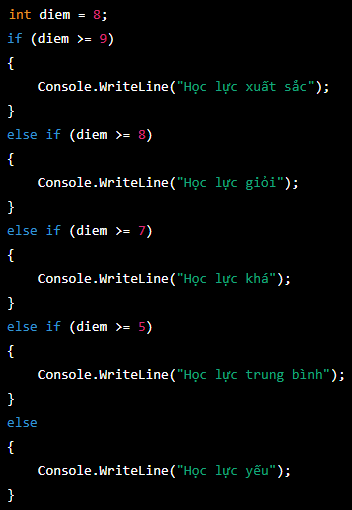 int diem = 8;
if (diem >= 9)
{
    Console.WriteLine("Học lực xuất sắc");
}
else if (diem >= 8)
{
    Console.WriteLine("Học lực giỏi");
}
else if (diem >= 7)
{
    Console.WriteLine("Học lực khá");
}
else if (diem >= 5)
{
    Console.WriteLine("Học lực trung bình");
}
else
{
    Console.WriteLine("Học lực yếu");
}